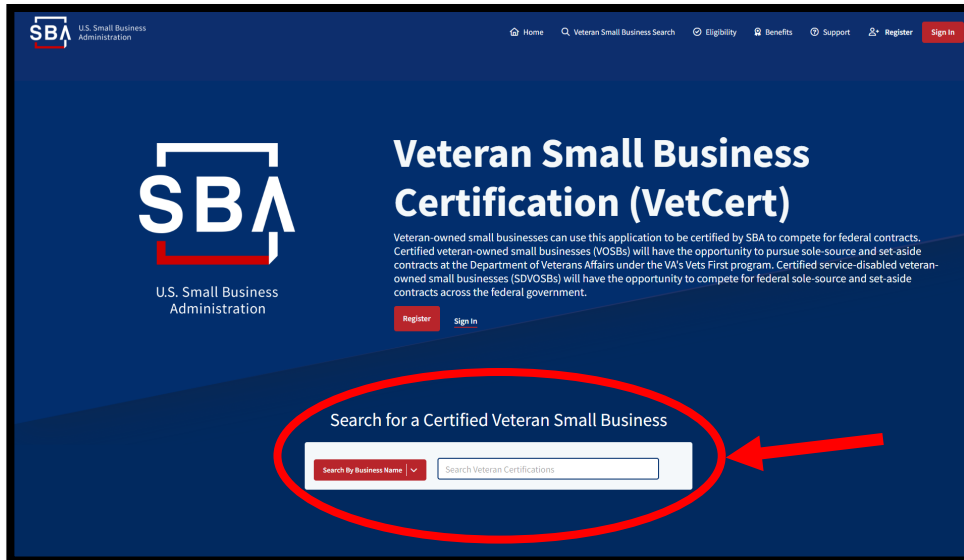 SBA
U.S. Small Business
Administration
Home
Veteran Small Business Search
Eligibility
Benefits
Support
Register
Sign In
SBA
U.S. Small Business
Administration
Veteran Small Business
Certification (VetCert)
Veteran-owned small businesses can use this application to be certified by SBA to compete for federal contracts.
Certified veteran-owned small businesses (VOSBs) will have the opportunity to pursue sole-source and set-aside
contracts at the Department of Veterans Affairs under the VA's Vets First program. Certified service-disabled veteran-
owned small businesses (SDVOSBs) will have the opportunity to compete for federal sole-source and set-aside
contracts across the federal government.
Register
Sign In
Search for a Certified Veteran Small Business
Search By Business Name
Search Veteran Certifications